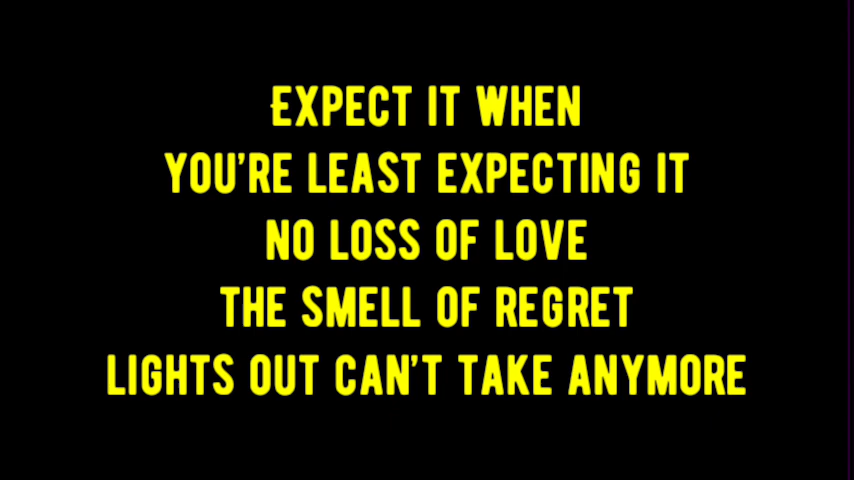 EXPECT IT WHEN
YOU'RE LEAST EXPECTING IT
NO LOSS OF LOVE
THE SMELL OF REGRET
LIGHTS OUT CAN'T TAKE ANYMORE